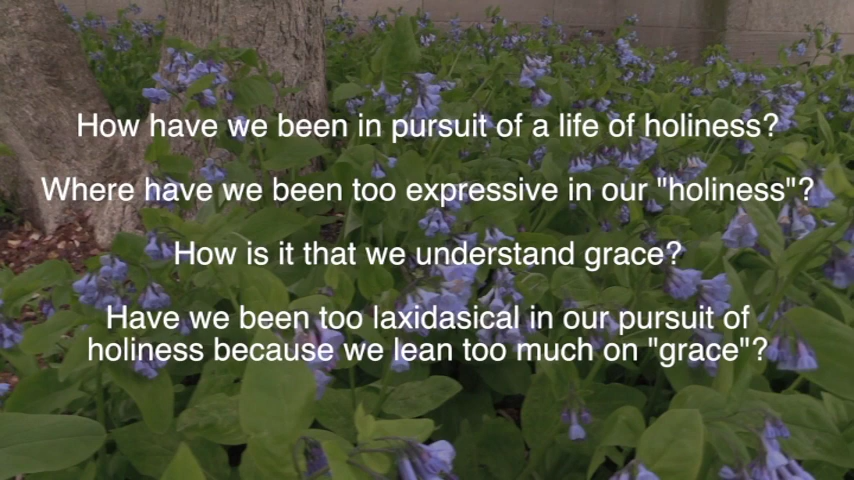 How have we been in pursuit of a life of holiness?
Where have we been too expressive in our "holiness"?
How is it that we understand grace?
Have we been too laxidasical in our pursuit of
holiness because we lean too much on "grace"?